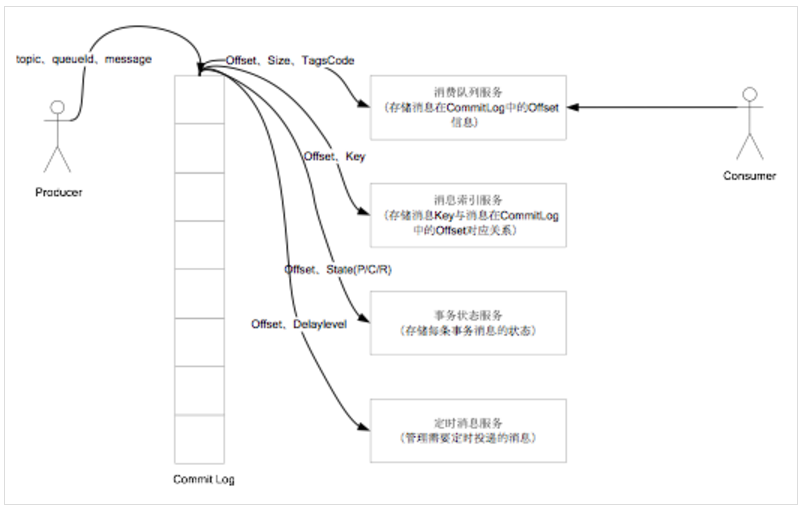 topic、queueId、message
Offset、Size、TagsCode
消费队列服务
（存储消息在CommitLog中的Offset
信息）
Offset、Key
Producer
Consumer
消息索引服务
（存储消息Key与消息在CommitLog
中的Offset对应关系）
Offset、State(P/C/R)
事务状态服务
（存储每条事务消息的状态）
Offset、Delaylevel
定时消息服务
（管理需要定时投递的消息）
Commit Log